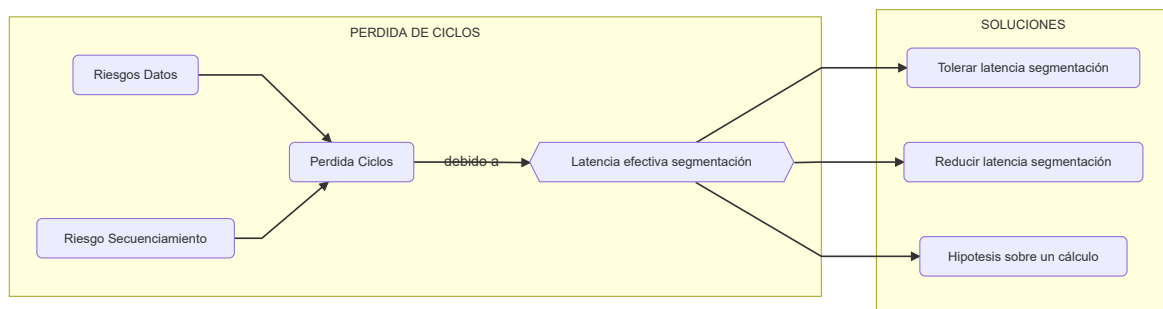 PERDIDA DE CICLOS
Riesgos Datos
Perdida Ciclos
Riesgo Secuenciamiento
debido a
Latencia efectiva segmentación
SOLUCIONES
Tolerar latencia segmentación
Reducir latencia segmentación
Hipotesis sobre un cálculo